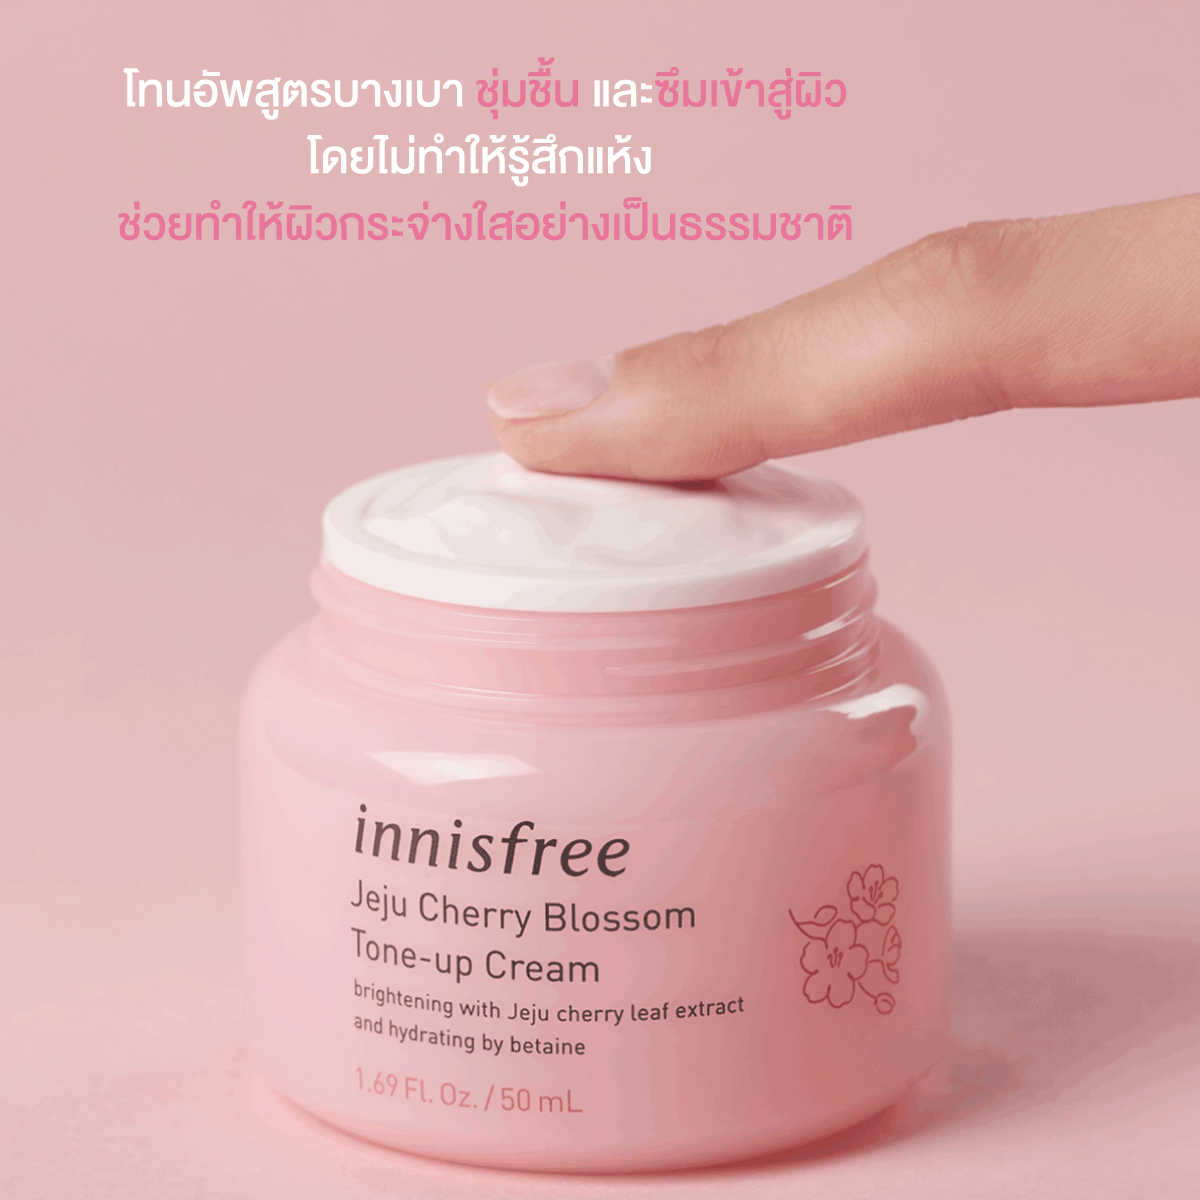 โทนอัพสูตรบางเบา ชุ่มชื้น และซึมเข้าสู่ผิว
โดยไม่ทำให้รู้สึกแห้ง
ช่วยทำให้ผิวกระจ่างใสอย่างเป็นธรรมชาติ
innisfree
Jeju Cherry Blossom
Tone-up Cream
brightening with Jeju cherry leaf extract
and hydrating by betaine
1.69 Fl. Oz. / 50 mL